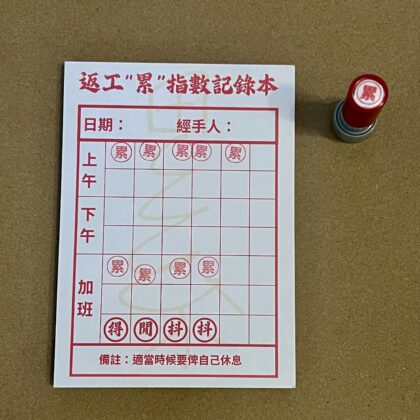 返工"累"指數記錄本
日期： 經手人：
上午
累 累 累 累 累
下午
加班
累 累 累 累
得 閒 抖 抖
備註：適當時候要俾自己休息
累